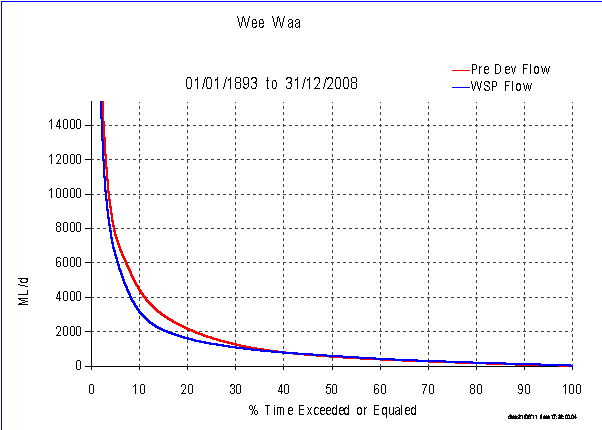 Wee Waa
Pre Dev Flow
WSP Flow
01/01/1893 to 31/12/2008
14000
12000
10000
8000
6000
4000
2000
0
ML/d
0 10 20 30 40 50 60 70 80 90 100
% Time Exceeded or Equaled